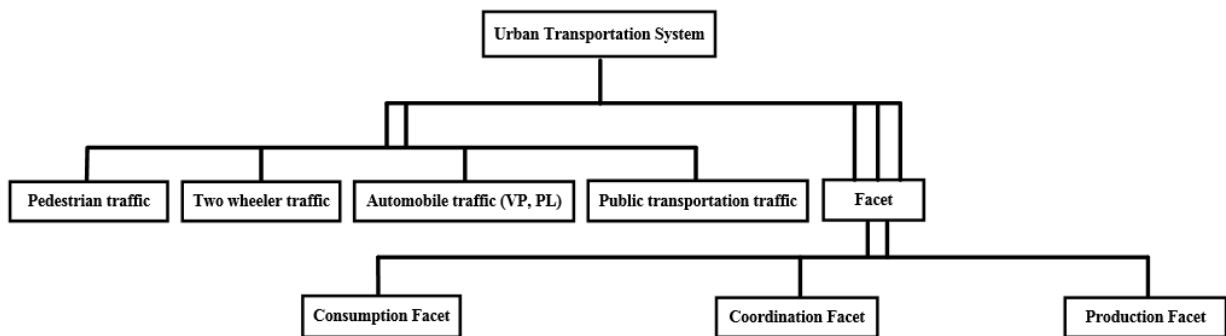 Urban Transportation System
Pedestrian traffic
Two wheeler traffic
Automobile traffic (VP, PL)
Public transportation traffic
Facet
Consumption Facet
Coordination Facet
Production Facet